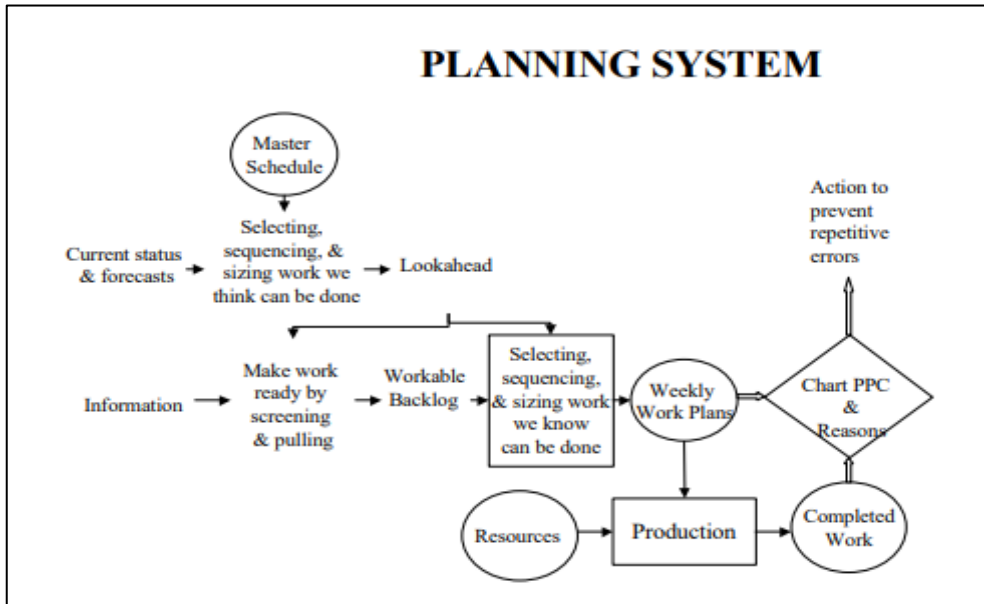 PLANNING SYSTEM
Master
Schedule
Action to
prevent
repetitive
errors
Current status
& forecasts
Selecting,
sequencing, &
sizing work we
think can be done
Lookahead
Information
Make work
ready by
screening
& pulling
Workable
Backlog
Selecting,
sequencing,
& sizing work
we know
can be done
Weekly
Work Plans
Chart PPC
&
Reasons
Resources
Production
Completed
Work